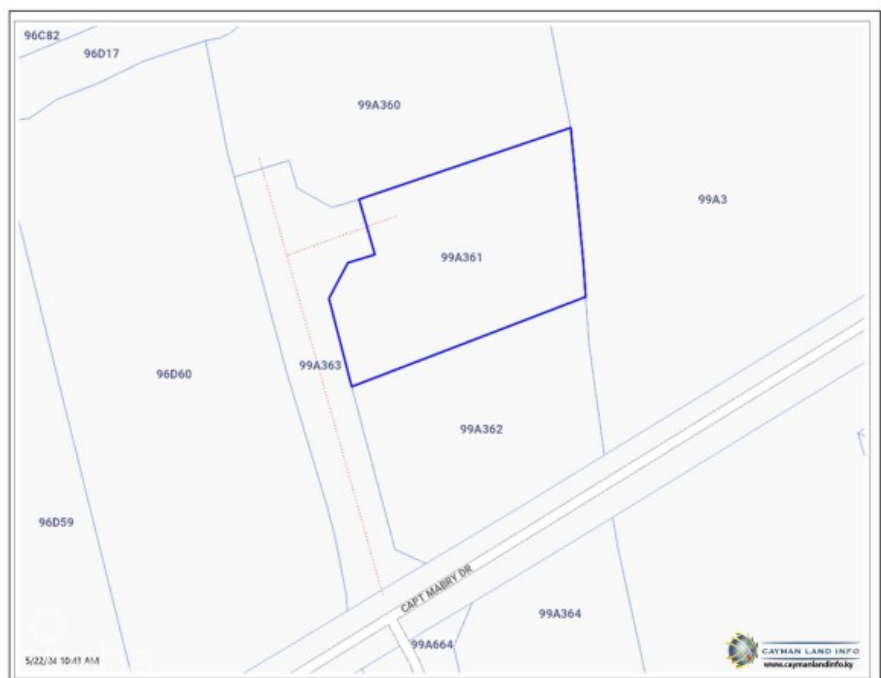 96C82
96D17
99A360
99A3
99A361
99A363
96D60
99A362
96D59
CAPT MABRY DR
99A364
99A664
5/22/24 10:43 AM
CAYMAN LAND INFO
www.caymanlandinfo.ky